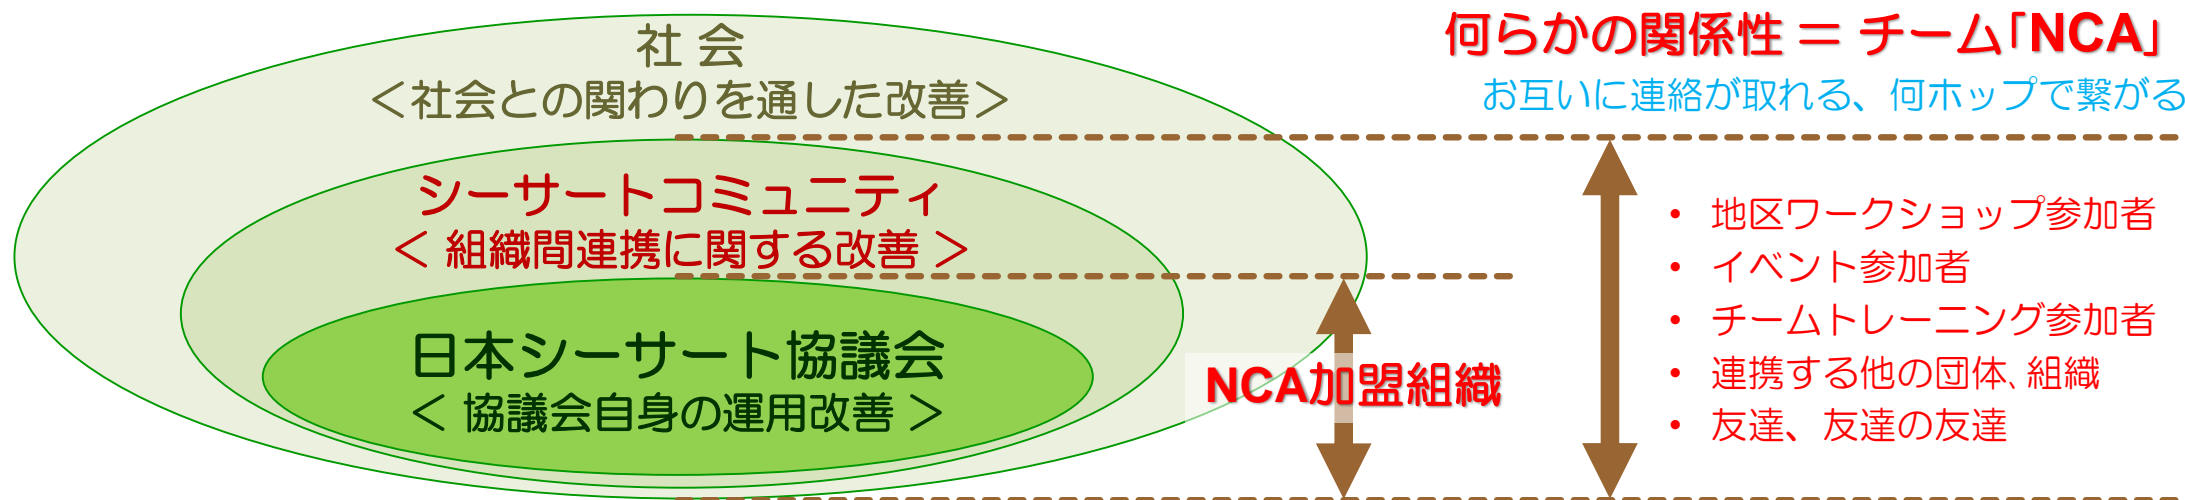 社 会
＜社会との関わりを通した改善＞
シーサートコミュニティ
＜ 組織間連携に関する改善 ＞
日本シーサート協議会
＜ 協議会自身の運用改善 ＞
NCA加盟組織
何らかの関係性 ＝ チーム｢NCA｣
お互いに連絡が取れる、何ホップで繋がる
• 地区ワークショップ参加者
• イベント参加者
• チームトレーニング参加者
• 連携する他の団体､組織
• 友達、友達の友達